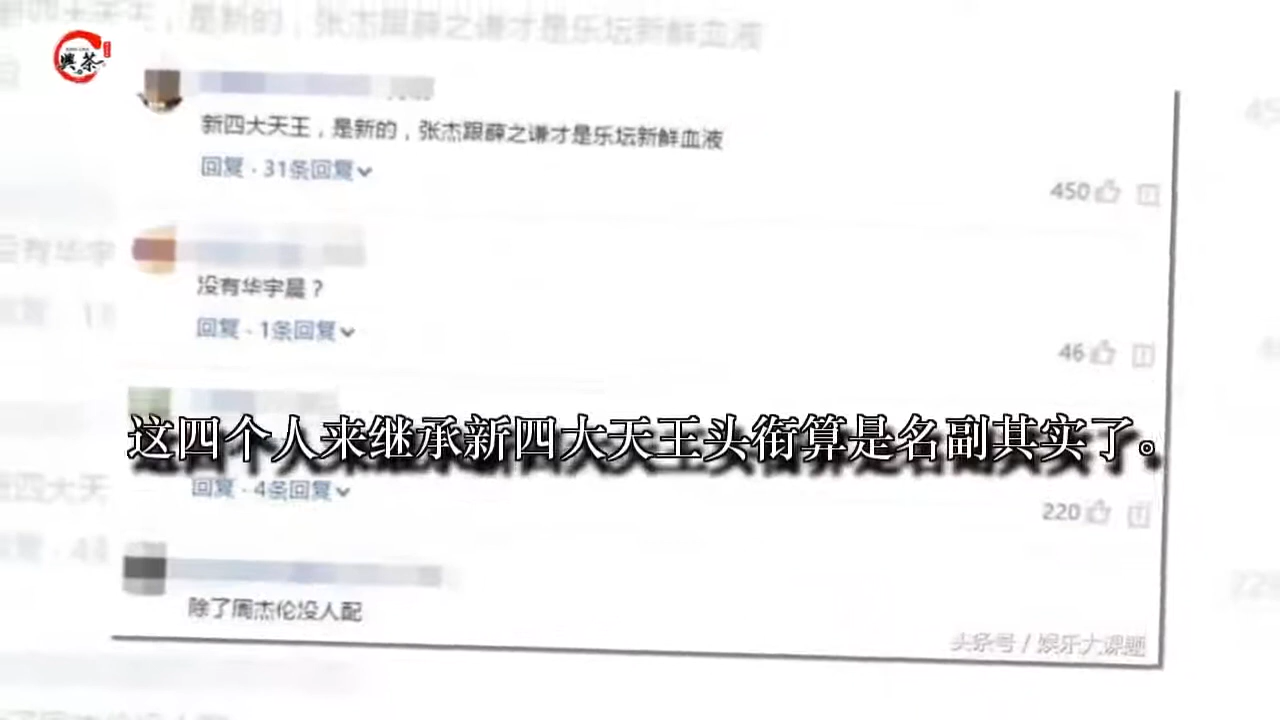 興茶
新四大天王，是新的，张杰跟薛之谦才是乐坛新鲜血液
回复 · 31条回复
450
没有华宇晨？
回复 · 1条回复
46
这四个人来继承新四大天王头衔算是名副其实了。
回复 · 4条回复
220
除了周杰伦没人配
头条号 / 娱乐大课题